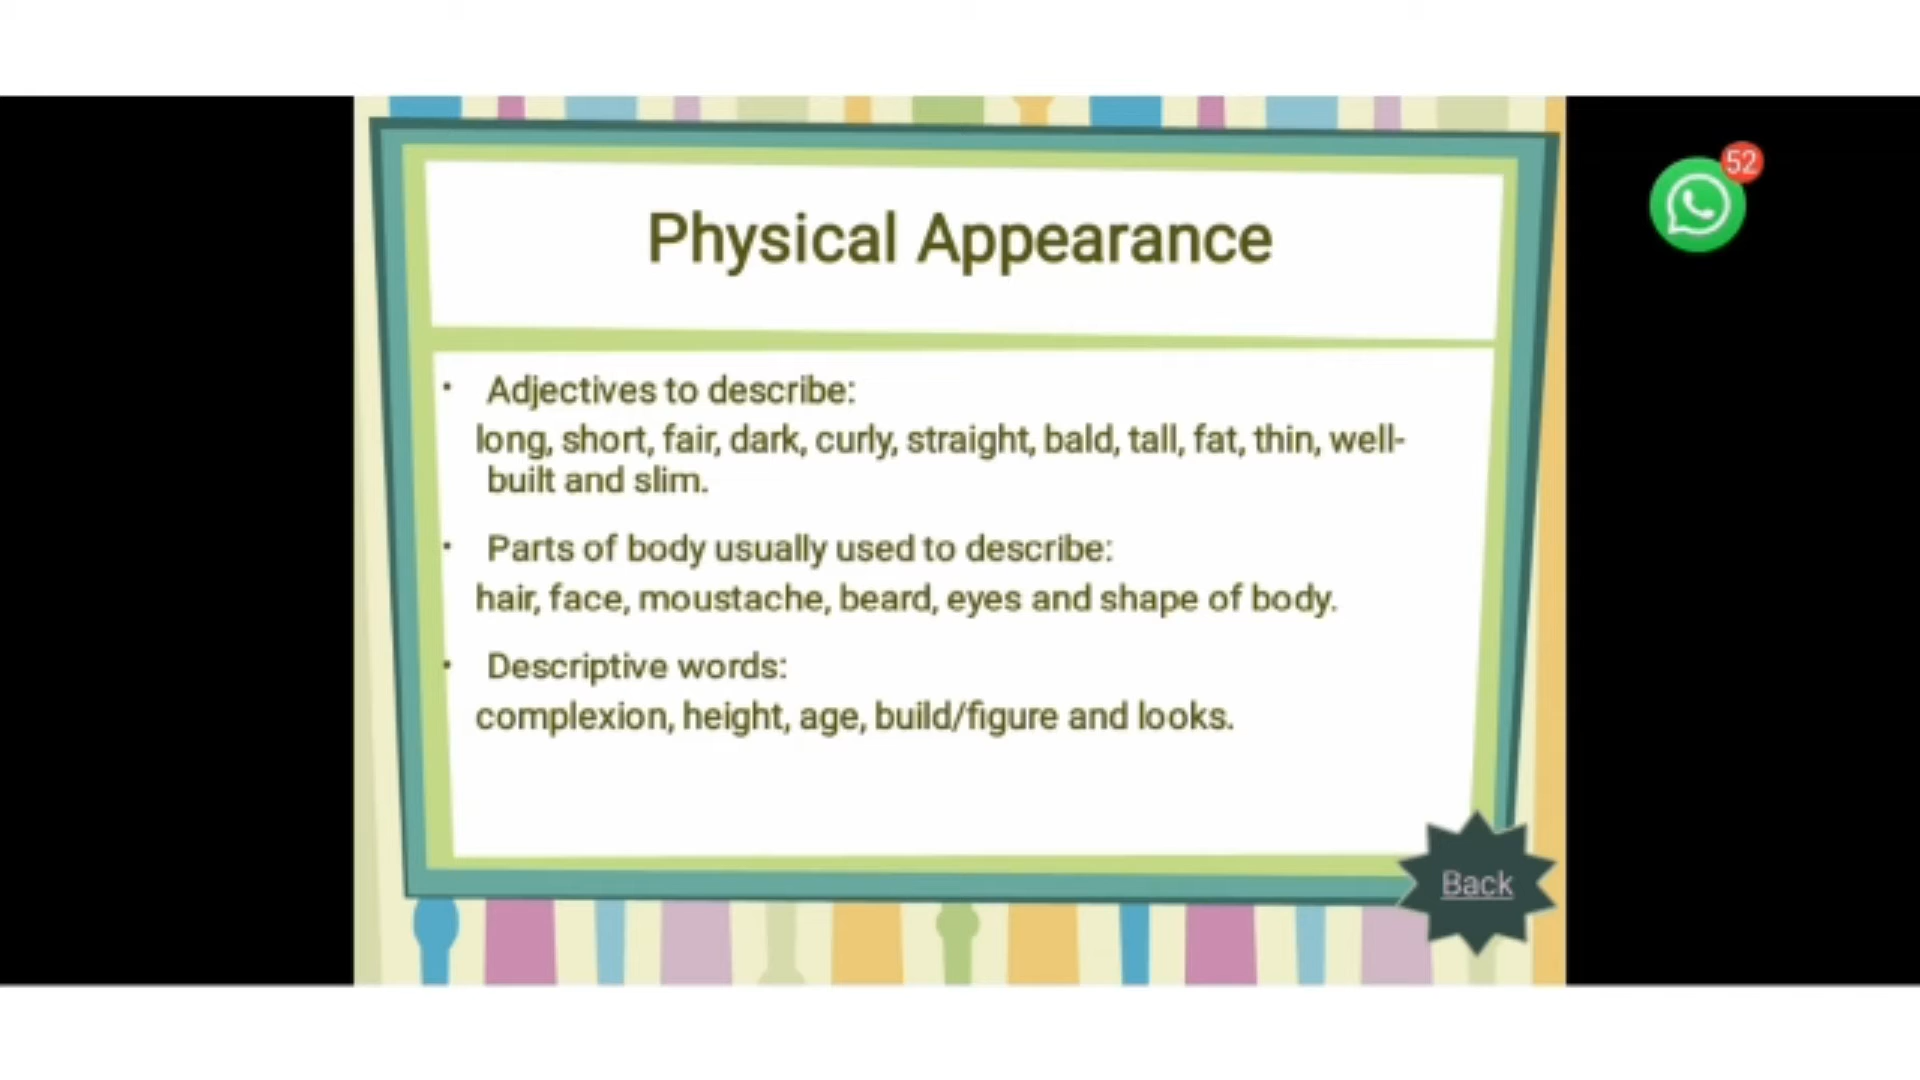 Physical Appearance
52
• Adjectives to describe:
long, short, fair, dark, curly, straight, bald, tall, fat, thin, well-
built and slim.
• Parts of body usually used to describe:
hair, face, moustache, beard, eyes and shape of body.
• Descriptive words:
complexion, height, age, build/figure and looks.
Back